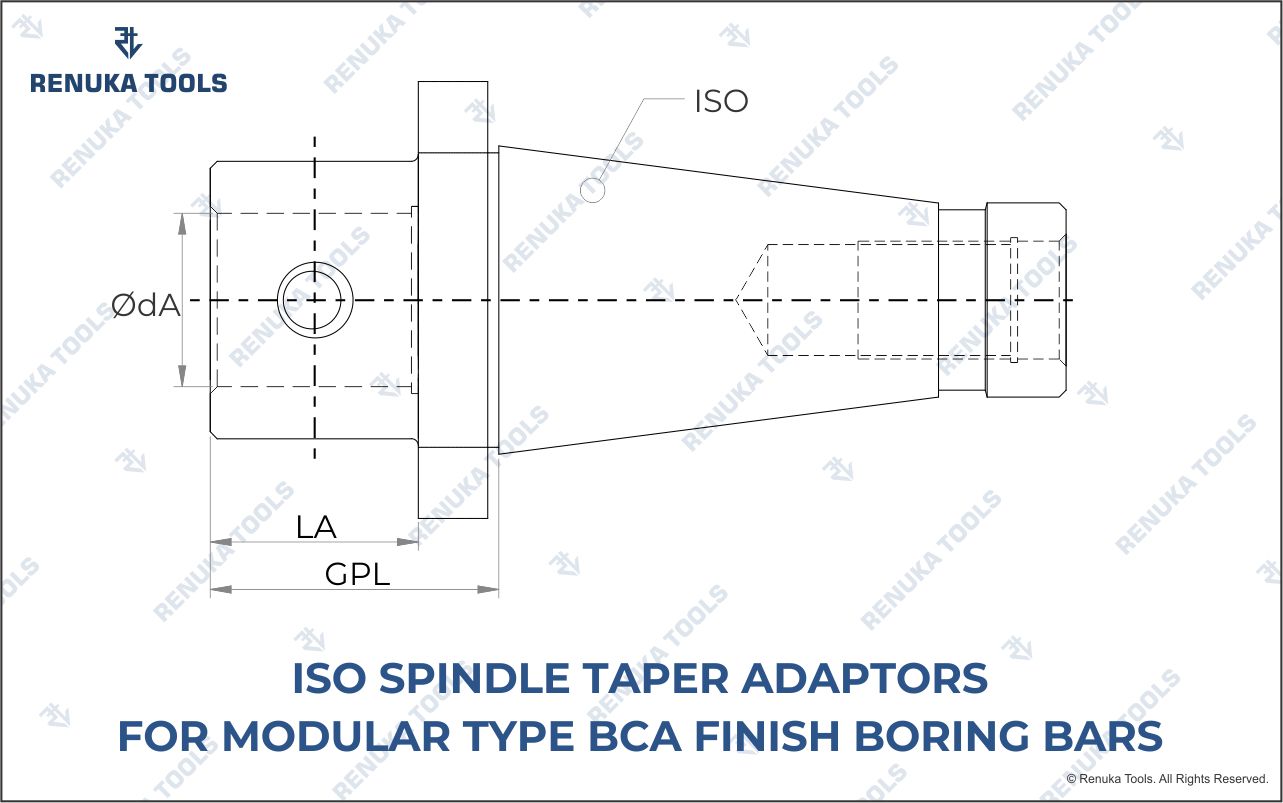 RENUKA TOOLS
ISO
ØdA
LA
GPL
ISO SPINDLE TAPER ADAPTORS
FOR MODULAR TYPE BCA FINISH BORING BARS
© Renuka Tools. All Rights Reserved.